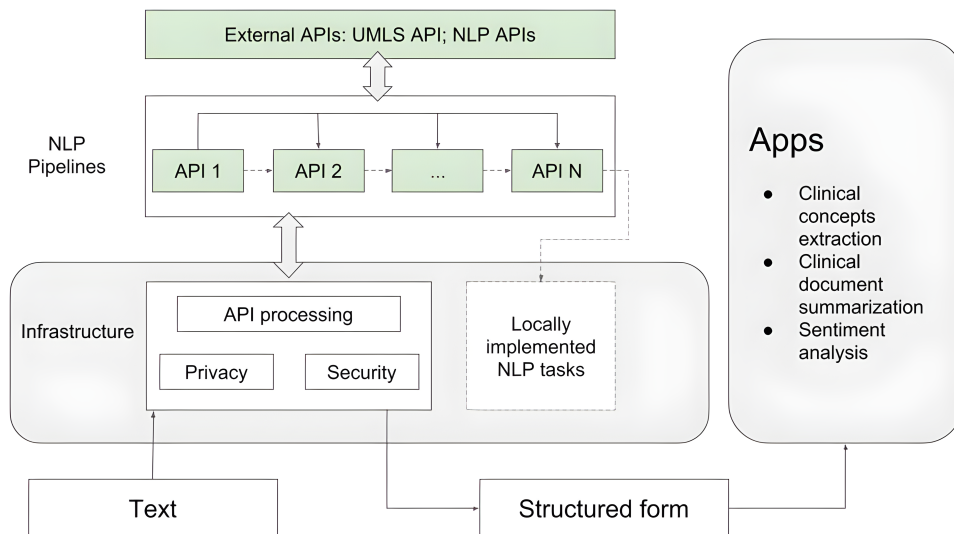 External APIs: UMLS API; NLP APIs
NLP
Pipelines
API 1
API 2
...
API N
Infrastructure
API processing
Privacy
Security
Locally
implemented
NLP tasks
Text
Structured form
Apps
● Clinical
concepts
extraction
● Clinical
document
summarization
● Sentiment
analysis